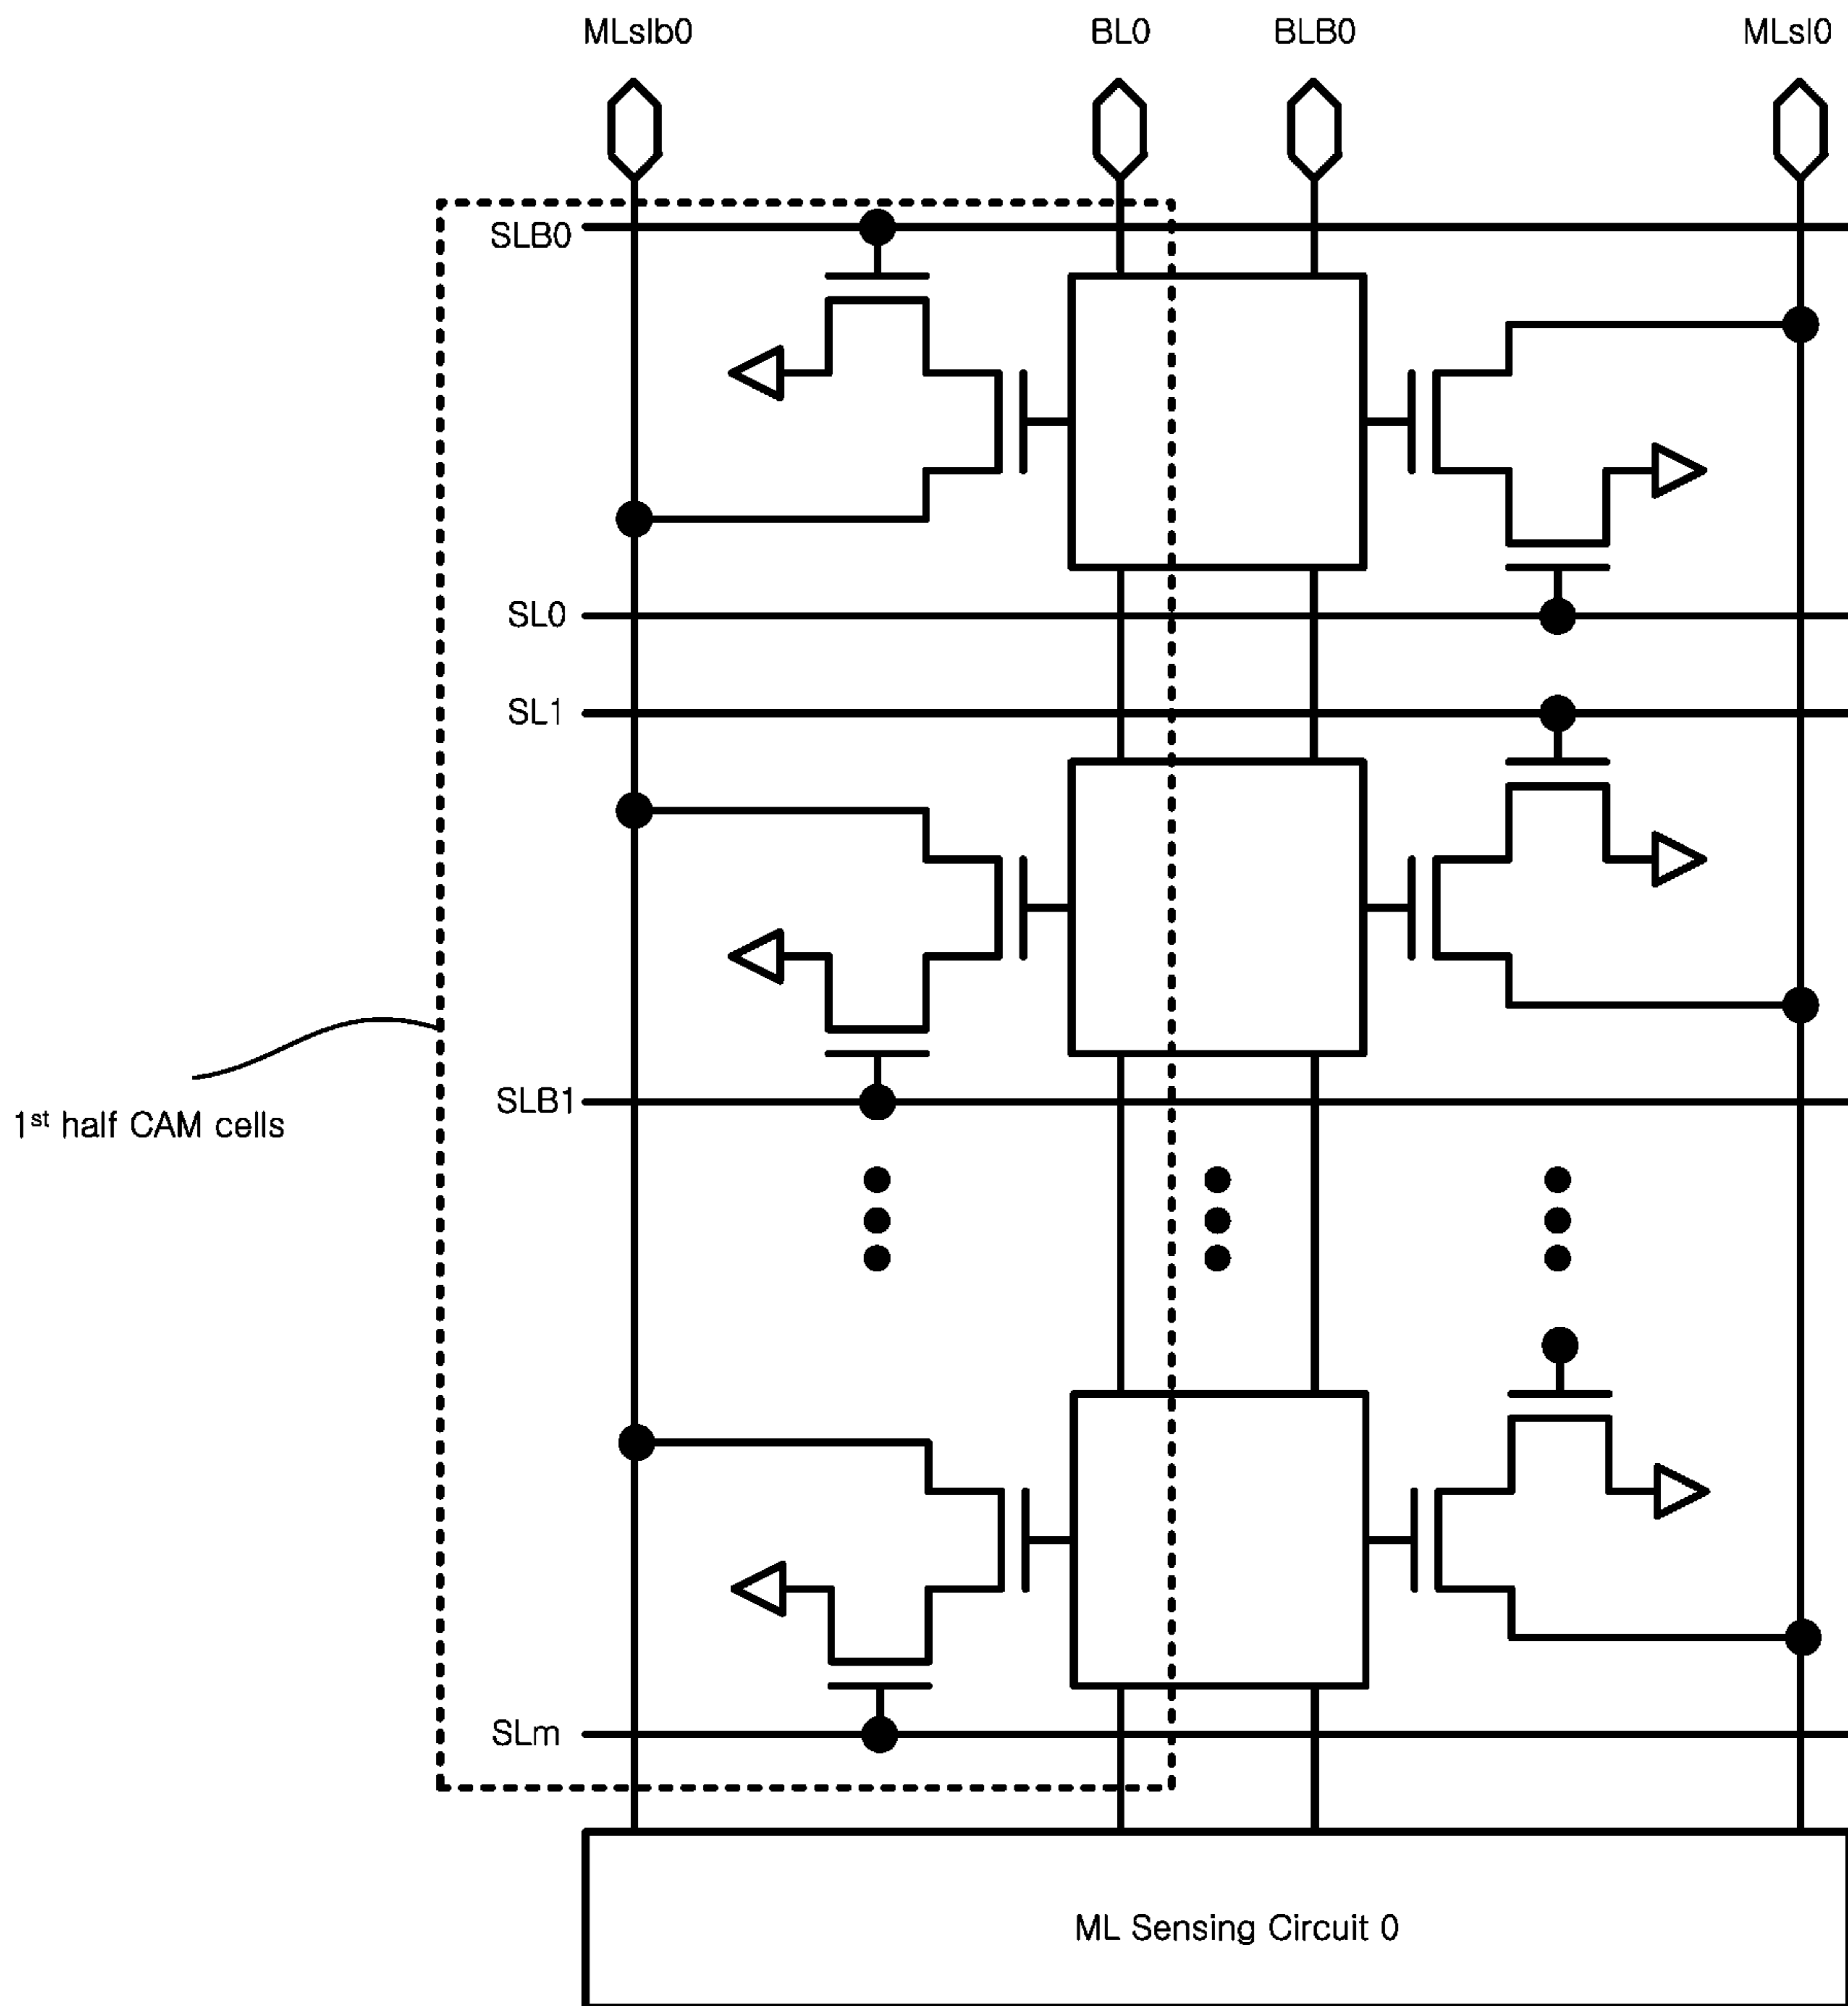 MLslb0 BL0 BLB0 MLsl0
SLB0
SL0
SL1
SLB1
1st half CAM cells
SLm
ML Sensing Circuit 0